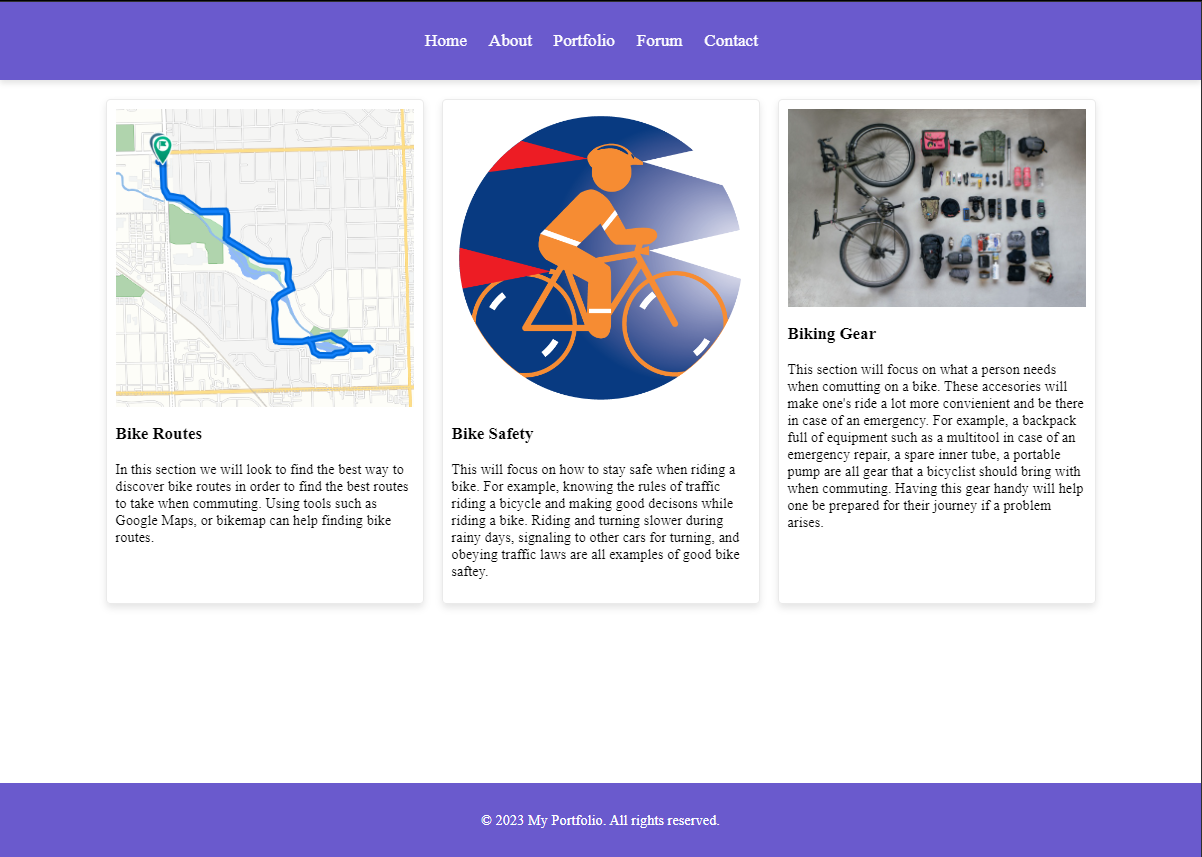 Home About Portfolio Forum Contact
Bike Routes
In this section we will look to find the best way to
discover bike routes in order to find the best routes
to take when commuting. Using tools such as
Google Maps, or bikemap can help finding bike
routes.
Bike Safety
This will focus on how to stay safe when riding a
bike. For example, knowing the rules of traffic
riding a bicycle and making good decisons while
riding a bike. Riding and turning slower during
rainy days, signaling to other cars for turning, and
obeying traffic laws are all examples of good bike
saftey.
Biking Gear
This section will focus on what a person needs
when comutting on a bike. These accesories will
make one's ride a lot more convienient and be there
in case of an emergency. For example, a backpack
full of equipment such as a multitool in case of an
emergency repair, a spare inner tube, a portable
pump are all gear that a bicyclist should bring with
when commuting. Having this gear handy will help
one be prepared for their journey if a problem
arises.
© 2023 My Portfolio. All rights reserved.